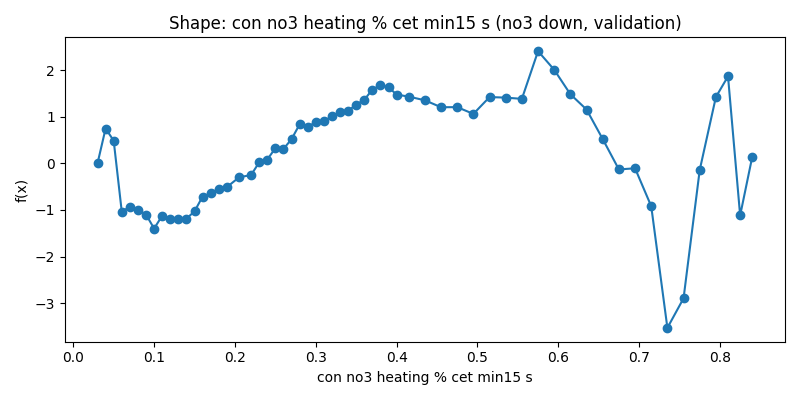 Shape: con no3 heating % cet min15 s (no3 down, validation)
f(x)
2
1
0
−1
−2
−3
0.0 0.1 0.2 0.3 0.4 0.5 0.6 0.7 0.8
con no3 heating % cet min15 s